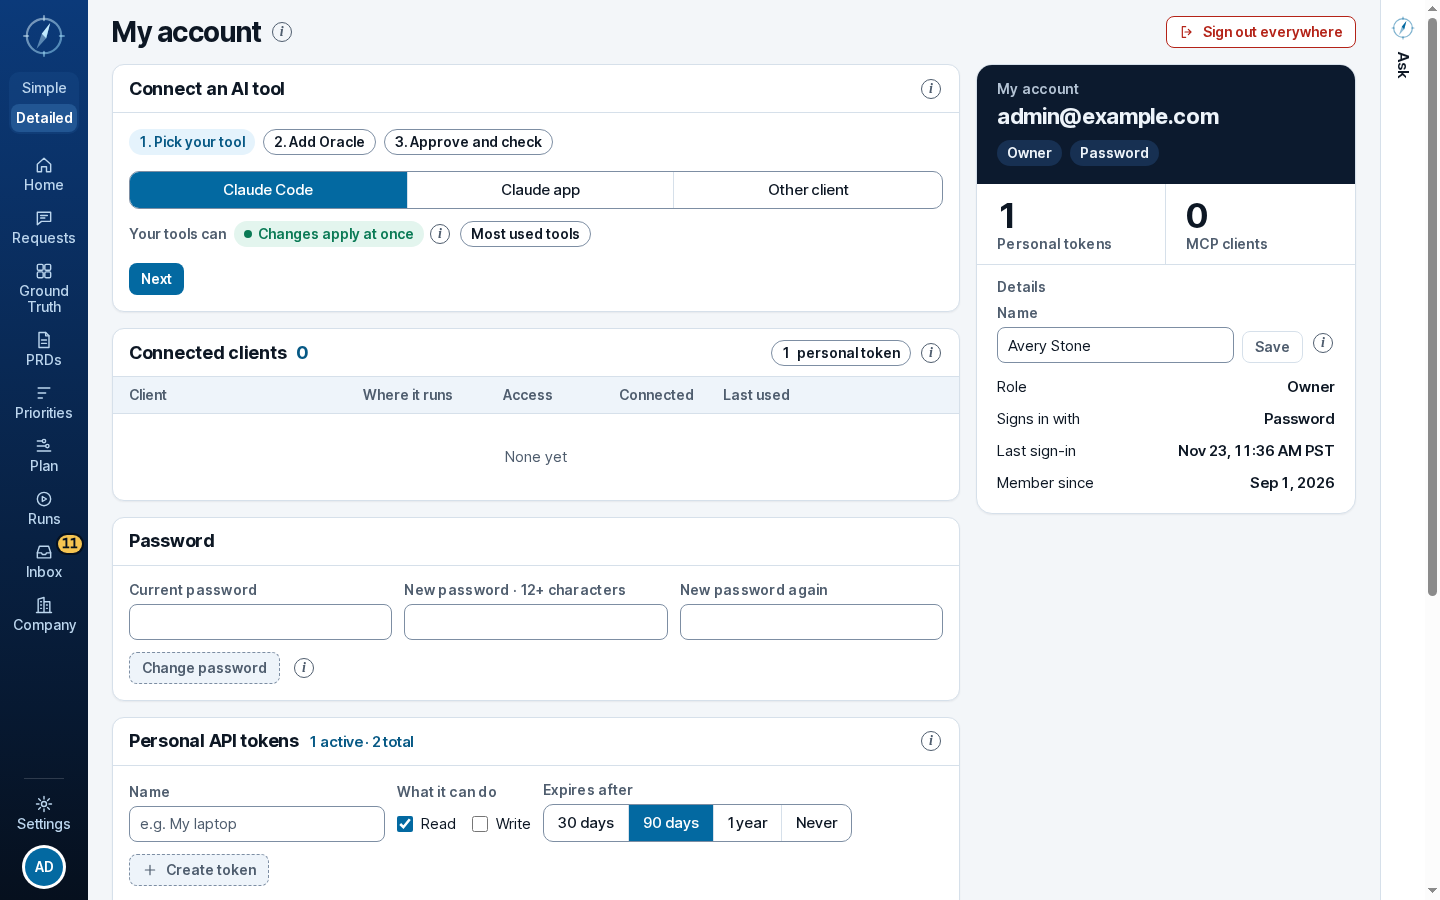 Simple
Detailed
Home
Requests
Ground
Truth
PRDs
Priorities
Plan
Runs
11
Inbox
Company
Settings
AD
My account i
Sign out everywhere
Connect an AI tool i
1. Pick your tool 2. Add Oracle 3. Approve and check
Claude Code Claude app Other client
Your tools can Changes apply at once i Most used tools
Next
Connected clients 0 1 personal token i
Client Where it runs Access Connected Last used
None yet
Password
Current password New password · 12+ characters New password again
Change password i
Personal API tokens 1 active · 2 total i
Name What it can do Expires after
e.g. My laptop Read Write 30 days 90 days 1 year Never
+ Create token
My account
admin@example.com
Owner Password
1 0
Personal tokens MCP clients
Details
Name
Avery Stone Save i
Role Owner
Signs in with Password
Last sign-in Nov 23, 11:36 AM PST
Member since Sep 1, 2026
Ask